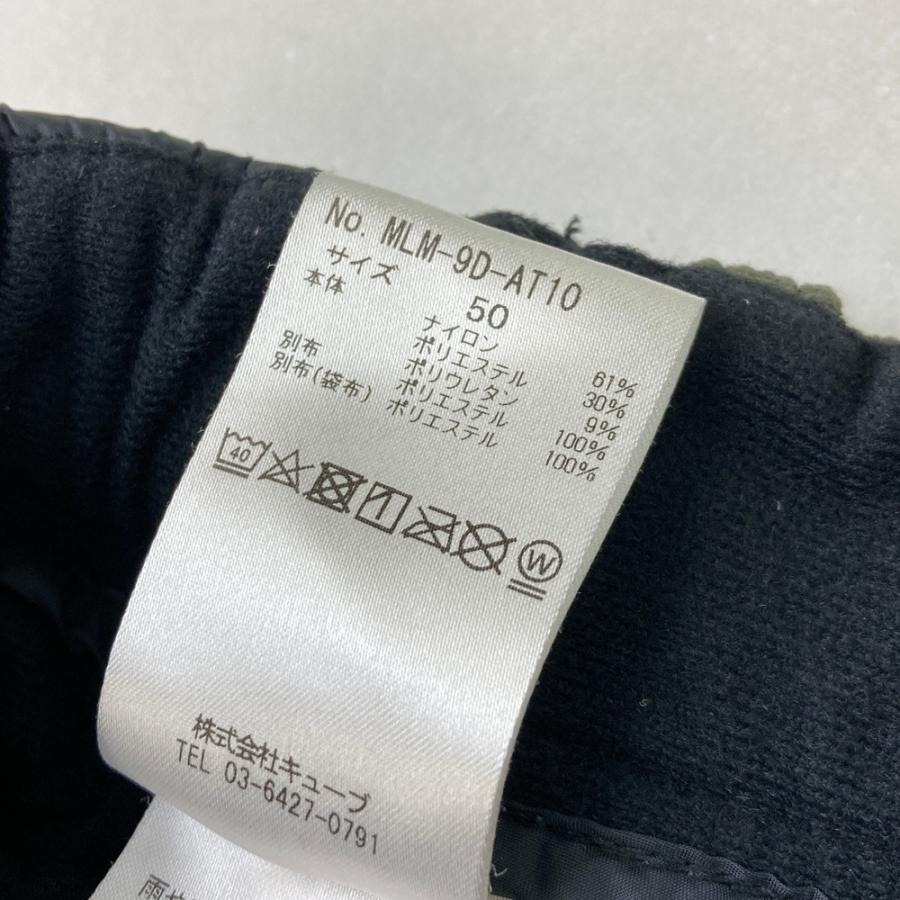 No. MLM-9D-AT10
サイズ 50
本体 ナイロン 61%
ポリエステル 30%
ポリウレタン 9%
別布 ポリエステル 100%
別布(袋布) ポリエステル 100%
40 W
株式会社キューブ
TEL 03-6427-0791
雨